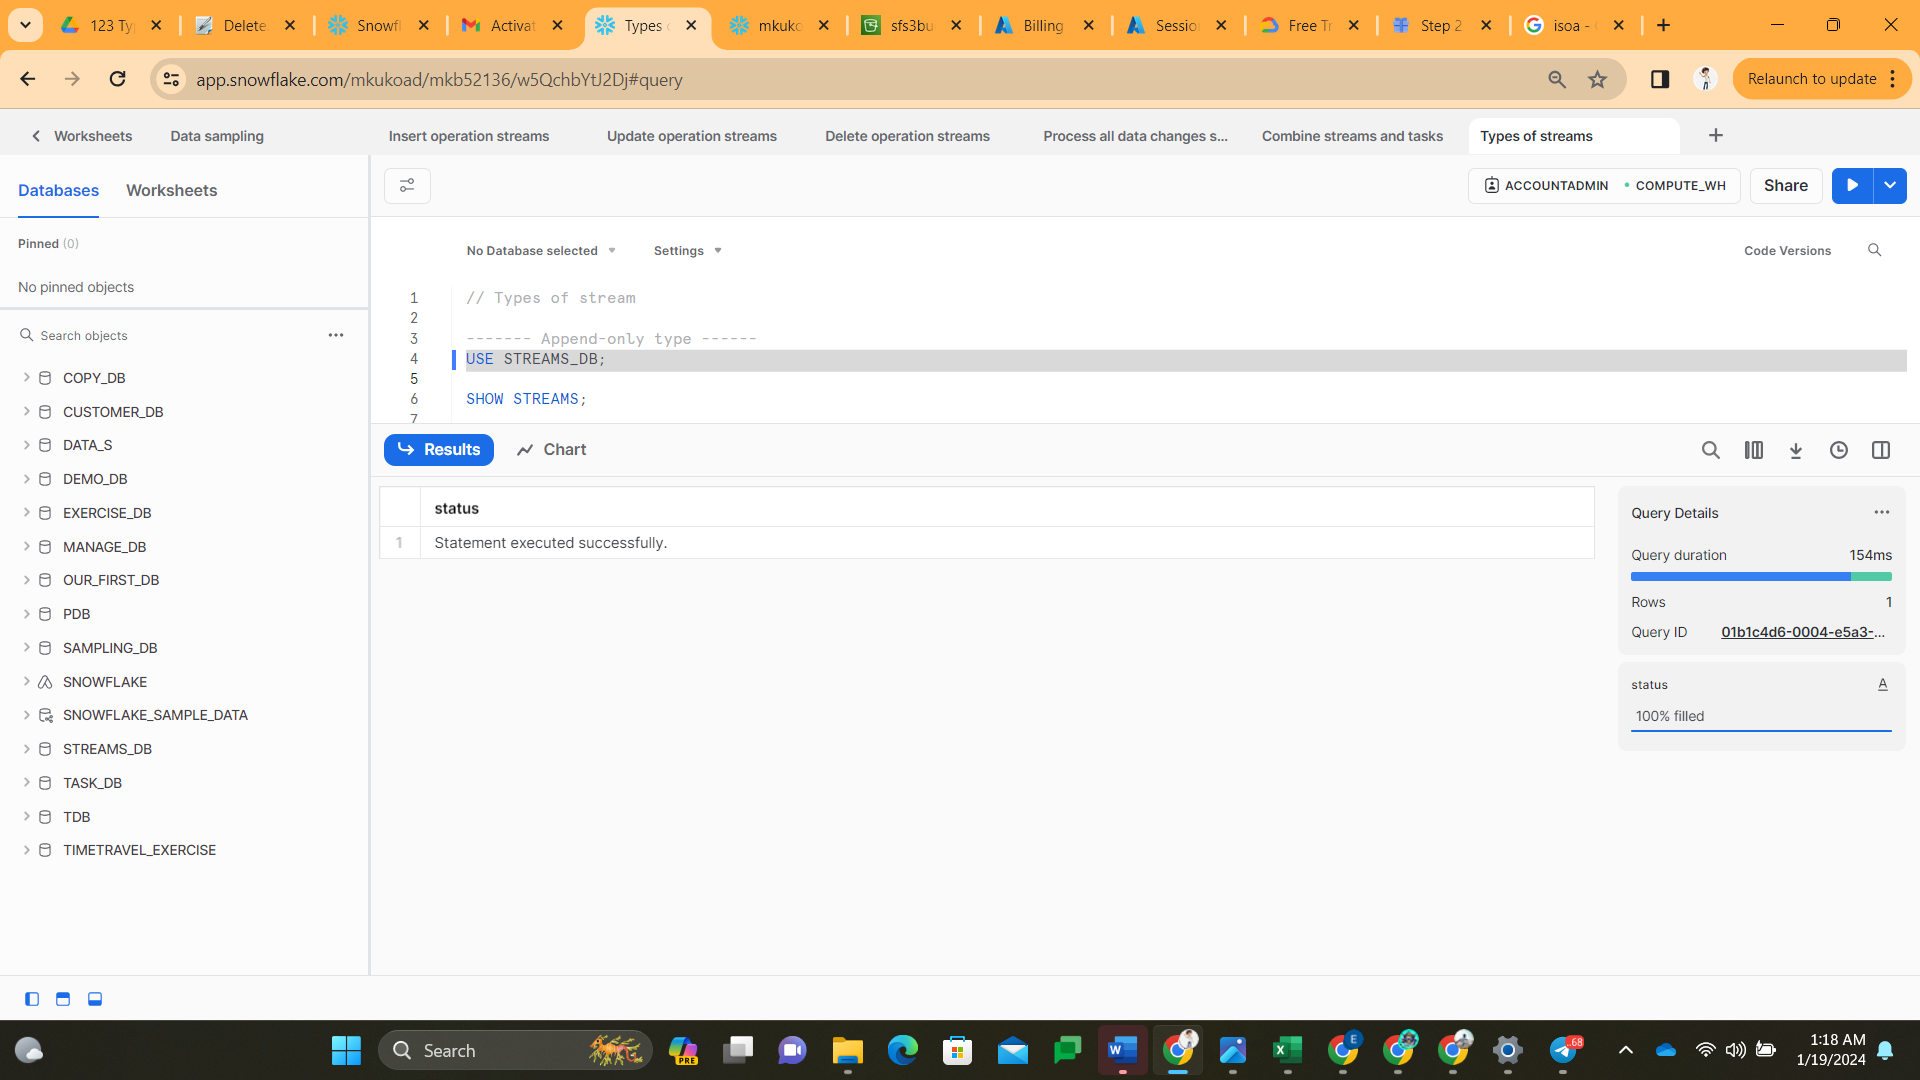 123 Ty
Delete
Snowfl
Activat
Types
mkuko
sfs3bu
Billing
Sessio
Free Tr
Step 2
isoa -
app.snowflake.com/mkukoad/mkb52136/w5QchbYtJ2Dj#query
Relaunch to update
Worksheets
Data sampling
Insert operation streams
Update operation streams
Delete operation streams
Process all data changes s...
Combine streams and tasks
Types of streams
Databases
Worksheets
ACCOUNTADMIN
COMPUTE_WH
Share
Pinned (0)
No pinned objects
No Database selected
Settings
Code Versions
1 // Types of stream
2
3 ------- Append-only type ------
4 USE STREAMS_DB;
5
6 SHOW STREAMS;
7
Search objects
COPY_DB
CUSTOMER_DB
DATA_S
DEMO_DB
EXERCISE_DB
MANAGE_DB
OUR_FIRST_DB
PDB
SAMPLING_DB
SNOWFLAKE
SNOWFLAKE_SAMPLE_DATA
STREAMS_DB
TASK_DB
TDB
TIMETRAVEL_EXERCISE
Results
Chart
status
1 Statement executed successfully.
Query Details
Query duration 154ms
Rows 1
Query ID 01b1c4d6-0004-e5a3-...
status A
100% filled
Search
PRE
W
X
E
.68
1:18 AM
1/19/2024